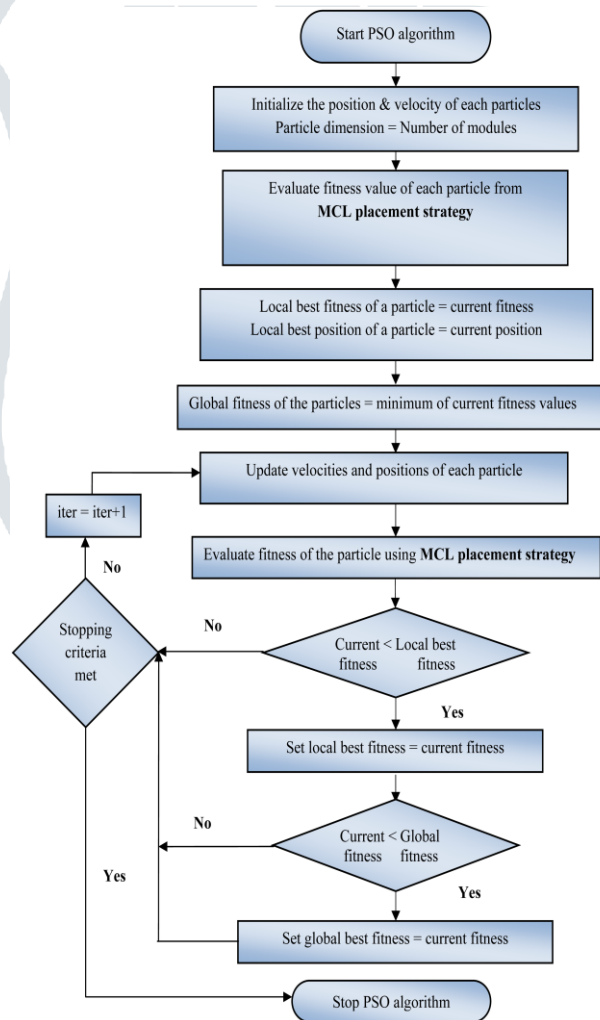 Start PSO algorithm
Initialize the position & velocity of each particles
Particle dimension = Number of modules
Evaluate fitness value of each particle from
MCL placement strategy
Local best fitness of a particle = current fitness
Local best position of a particle = current position
Global fitness of the particles = minimum of current fitness values
Update velocities and positions of each particle
iter = iter+1
Evaluate fitness of the particle using MCL placement strategy
No
Stopping
criteria
met
No
Current < Local best
fitness fitness
Yes
Set local best fitness = current fitness
No
Current < Global
fitness fitness
Yes
Yes
Set global best fitness = current fitness
Stop PSO algorithm